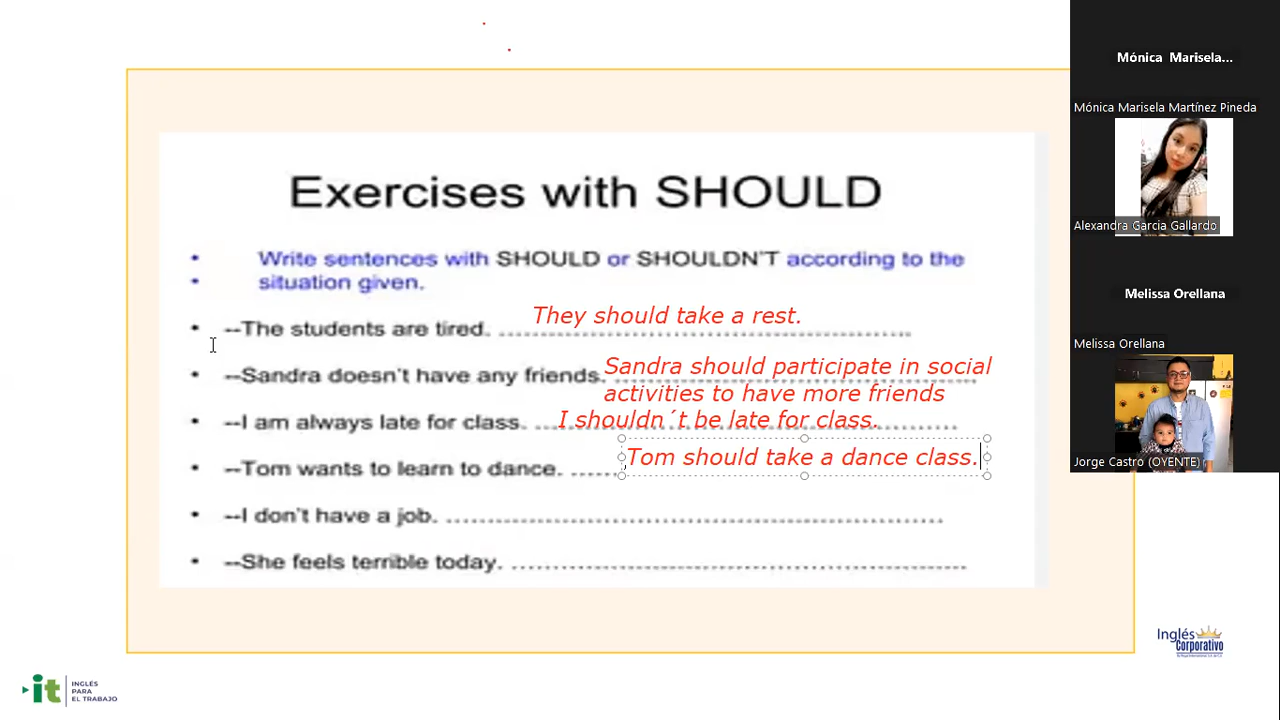 Exercises with SHOULD
• Write sentences with SHOULD or SHOULDN'T according to the
• situation given.
• --The students are tired. .......................................................... They should take a rest.
• --Sandra doesn't have any friends. .................................................... Sandra should participate in social
activities to have more friends
• --I am always late for class. ............................................................ I shouldn´t be late for class.
• --Tom wants to learn to dance. ...... ,Tom should take a dance class.
• --I don't have a job. ......................................................................
• --She feels terrible today. ................................................................
it
INGLÉS
PARA
EL TRABAJO
Inglés
Corporativo
Mónica Marisela...
Mónica Marisela Martínez Pineda
Alexandra Garcia Gallardo
Melissa Orellana
Melissa Orellana
Jorge Castro (OYENTE)